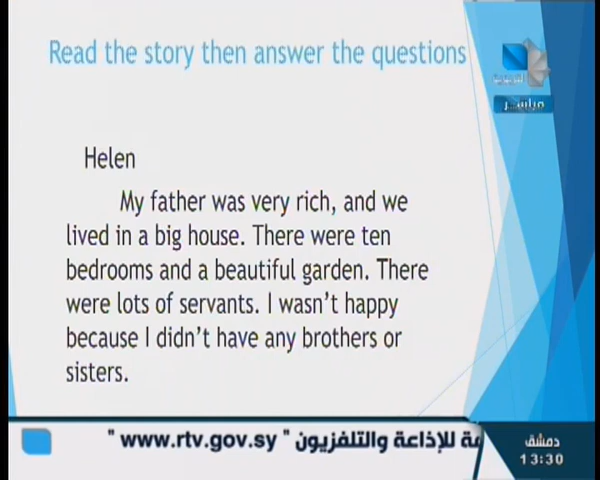 Read the story then answer the questions
التربوية
مباشر
Helen
My father was very rich, and we
lived in a big house. There were ten
bedrooms and a beautiful garden. There
were lots of servants. I wasn't happy
because I didn't have any brothers or
sisters.
ة للإذاعة والتلفزيون " www.rtv.gov.sy "
دمشق
13:30